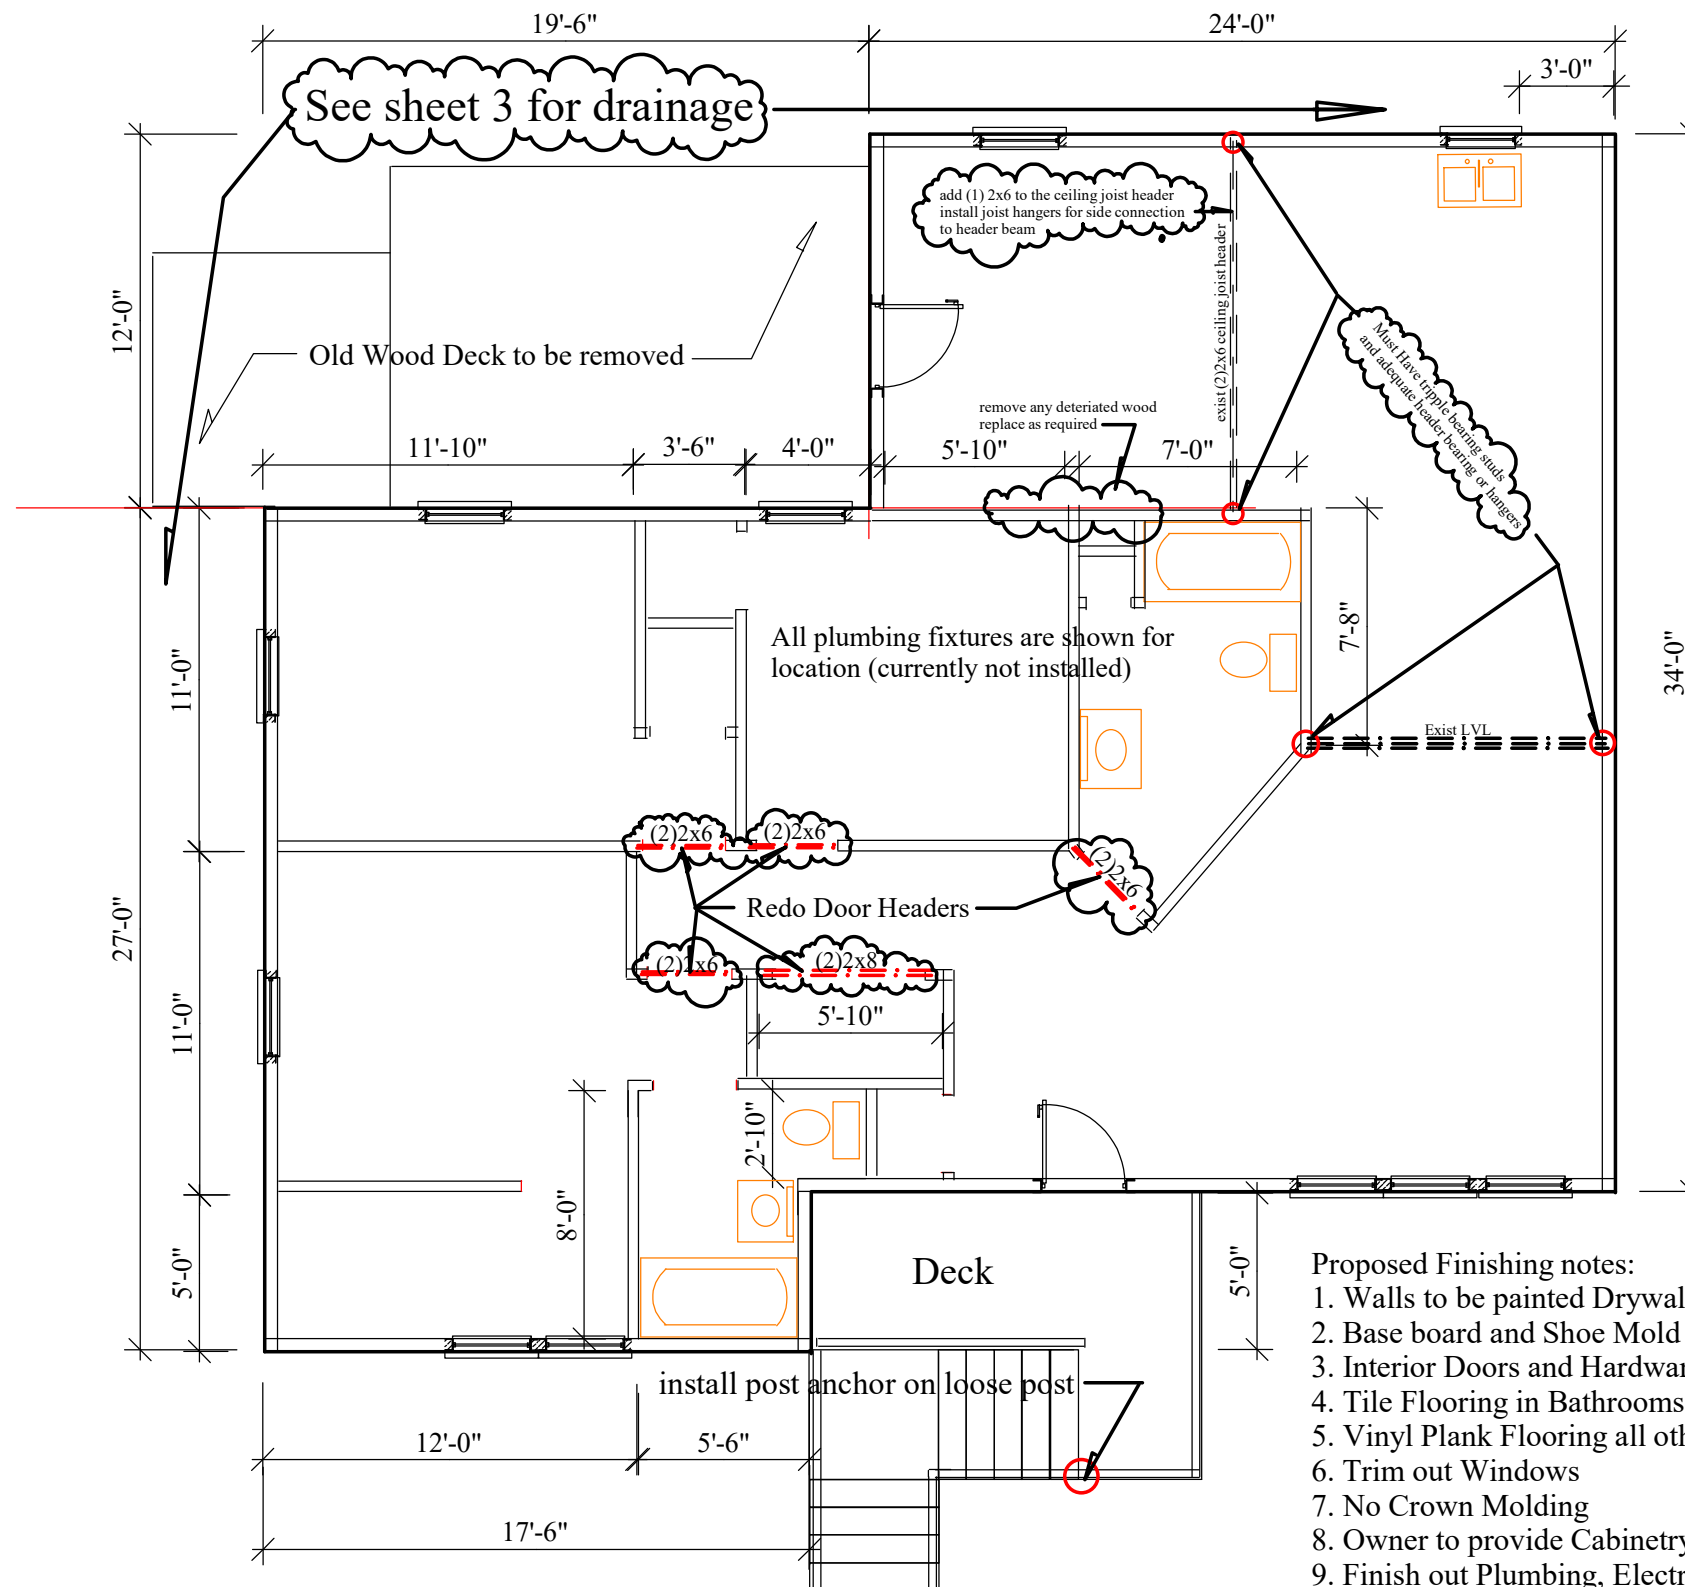 19'-6"
24'-0"
3'-0"
See sheet 3 for drainage
add (1) 2x6 to the ceiling joist header
install joist hangers for side connection
to header beam
exist (2)2x6 ceiling joist header
12'-0"
Old Wood Deck to be removed
Must Have tripple bearing studs
and adequate header bearing or hangers
remove any deteriated wood
replace as required
11'-10"
3'-6"
4'-0"
5'-10"
7'-0"
7'-8"
34'-0"
11'-0"
All plumbing fixtures are shown for
location (currently not installed)
Exist LVL
(2)2x6
(2)2x6
(2)2x6
Redo Door Headers
27'-0"
(2)2x6
(2)2x8
5'-10"
11'-0"
2'-10"
8'-0"
5'-0"
Deck
5'-0"
Proposed Finishing notes:
1. Walls to be painted Drywal
2. Base board and Shoe Mold
3. Interior Doors and Hardwar
4. Tile Flooring in Bathrooms
5. Vinyl Plank Flooring all oth
6. Trim out Windows
7. No Crown Molding
8. Owner to provide Cabinetry
9. Finish out Plumbing, Electr
install post anchor on loose post
12'-0"
5'-6"
17'-6"